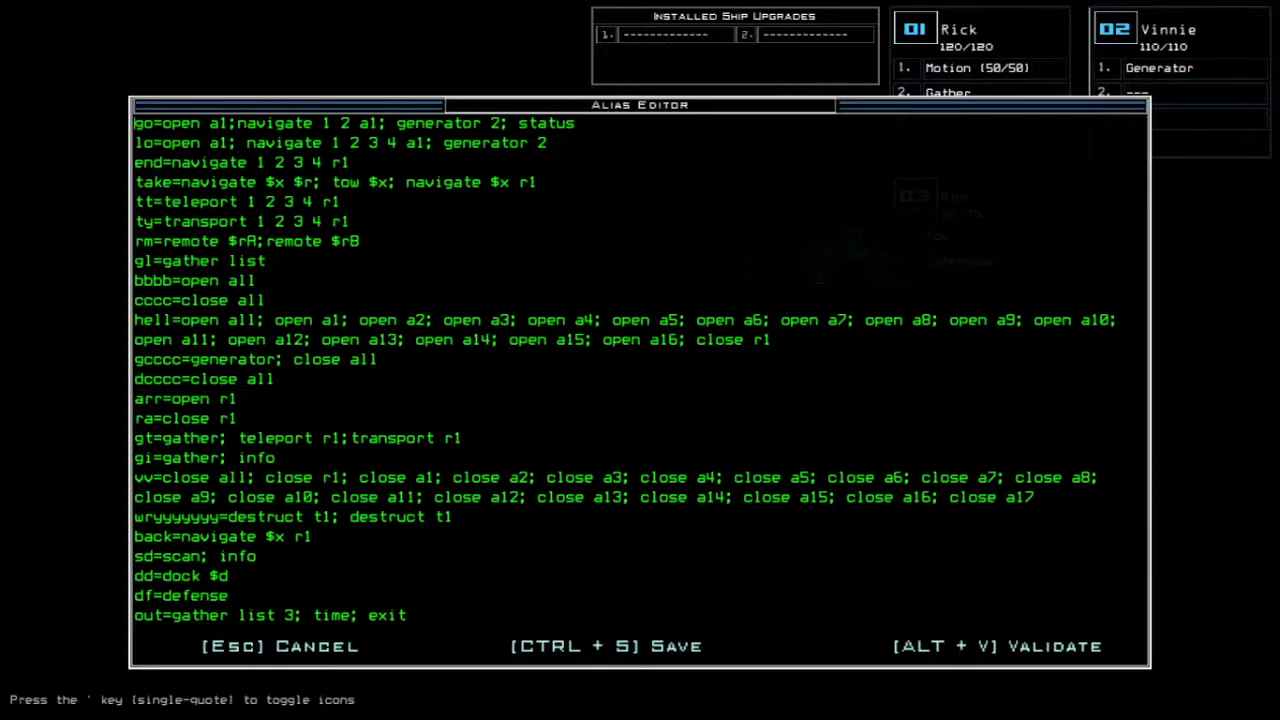 Installed Ship Upgrades
1. ------------- 2. -------------
01 Rick
120/120
1. Motion (50/50)
2. Gather
02 Vinnie
110/110
1. Generator
2. ---
Alias Editor
go=open a1;navigate 1 2 a1; generator 2; status
lo=open a1; navigate 1 2 3 4 a1; generator 2
end=navigate 1 2 3 4 r1
take=navigate $x $r; tow $x; navigate $x r1
tt=teleport 1 2 3 4 r1
ty=transport 1 2 3 4 r1
rm=remote $rA;remote $rB
gl=gather list
bbbb=open all
cccc=close all
hell=open all; open a1; open a2; open a3; open a4; open a5; open a6; open a7; open a8; open a9; open a10;
open a11; open a12; open a13; open a14; open a15; open a16; close r1
gcccc=generator; close all
dcccc=close all
arr=open r1
ra=close r1
gt=gather; teleport r1;transport r1
gi=gather; info
vv=close all; close r1; close a1; close a2; close a3; close a4; close a5; close a6; close a7; close a8;
close a9; close a10; close a11; close a12; close a13; close a14; close a15; close a16; close a17
wryyyyyyy=destruct t1; destruct t1
back=navigate $x r1
sd=scan; info
dd=dock $d
df=defense
out=gather list 3; time; exit
[Esc] Cancel [CTRL + S] Save [ALT + V] Validate
Press the ' key (single-quote) to toggle icons